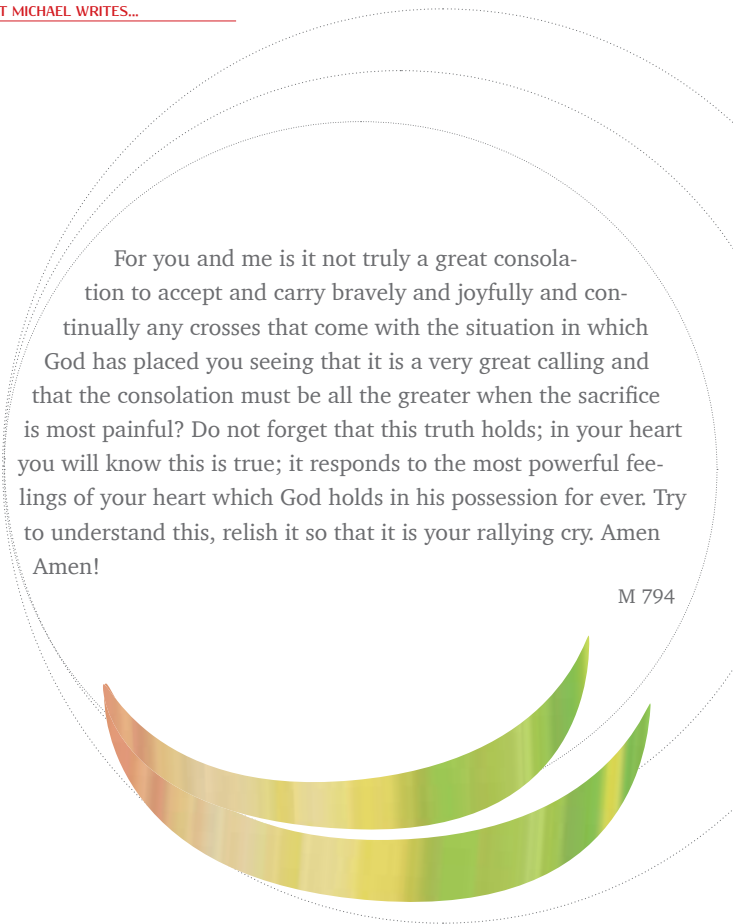 T MICHAEL WRITES...
For you and me is it not truly a great consola-
tion to accept and carry bravely and joyfully and con-
tinually any crosses that come with the situation in which
God has placed you seeing that it is a very great calling and
that the consolation must be all the greater when the sacrifice
is most painful? Do not forget that this truth holds; in your heart
you will know this is true; it responds to the most powerful fee-
lings of your heart which God holds in his possession for ever. Try
to understand this, relish it so that it is your rallying cry. Amen
Amen!
M 794